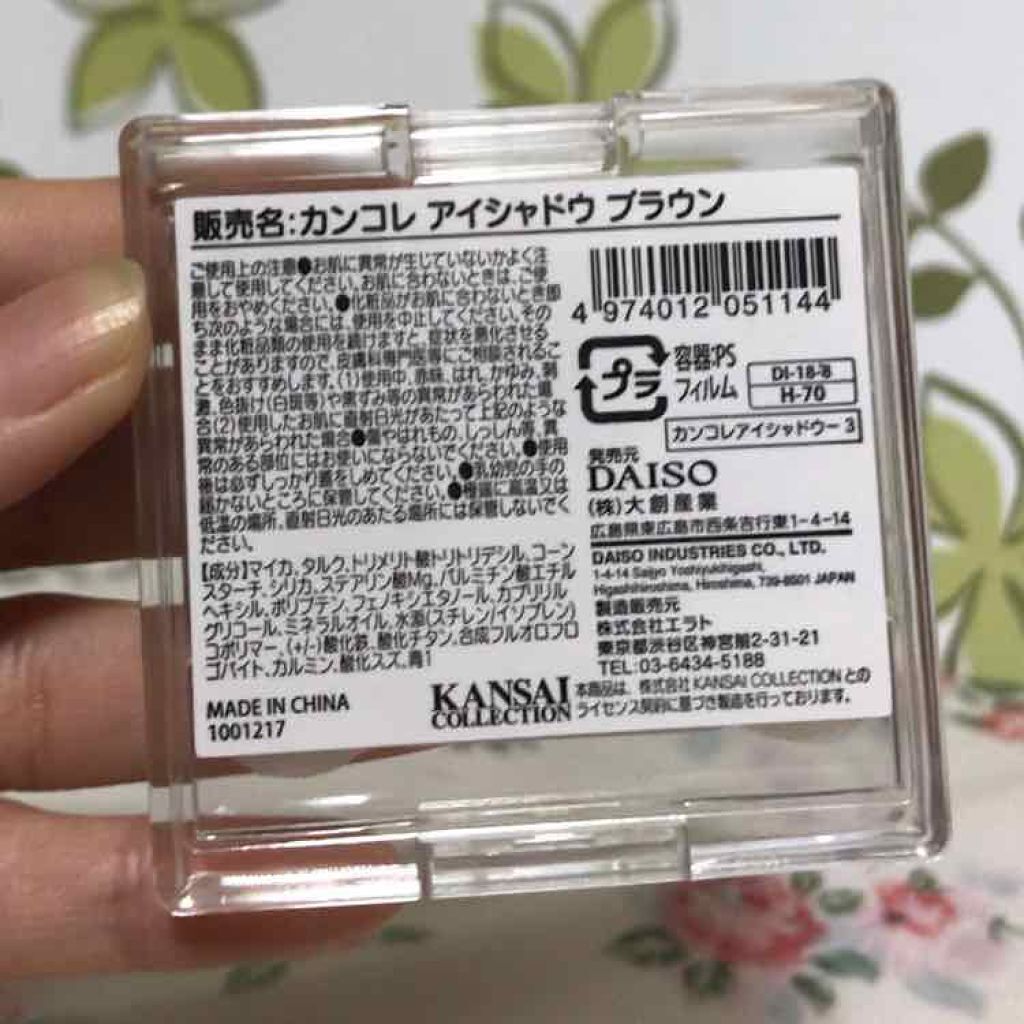 販売名:カンコレ アイシャドウ ブラウン
ご使用上の注意●お肌に異常が生じていないかよく注
意して使用してください。お肌に合わないときは、ご使
用をおやめください。●化粧品がお肌に合わないとき即
ち次のような場合には、使用を中止してください。その
まま化粧品類の使用を続けますと、症状を悪化させる
ことがありますので、皮膚科専門医等にご相談されるこ
とをおすすめします。(1)使用中、赤味、はれ、かゆみ、刺
激、色抜け(白斑等)や黒ずみ等の異常があらわれた場
合(2)使用したお肌に直射日光があたって上記のような
異常があらわれた場合●傷やはれもの、しっしん等、異
常のある部位にはお使いにならないでください。●使用
後は必ずしっかり蓋をしめてください。●乳幼児の手の
届かないところに保管してください。●極端に高温又は
低温の場所、直射日光のあたる場所には保管しないでく
ださい。
【成分】マイカ、タルク、トリメリト酸トリトリデシル、コーン
スターチ、シリカ、ステアリン酸Mg、パルミチン酸エチル
ヘキシル、ポリブテン、フェノキシエタノール、カプリリル
グリコール、ミネラルオイル、水添(スチレン/イソプレン)
コポリマー、(+/-)酸化鉄、酸化チタン、合成フルオロフロ
ゴパイト、カルミン、酸化スズ、青1
MADE IN CHINA
1001217
KANSAI
COLLECTION
4 974012 051144
プラ
容器:PS
フィルム
DI-18-8
H-70
カンコレアイシャドウー3
発売元
DAISO
(株)大創産業
広島県東広島市西条吉行東1-4-14
DAISO INDUSTRIES CO., LTD.
1-4-14 Saijo Yoshiyukihigashi,
Higashihiroshima, Hiroshima, 739-8501 JAPAN
製造販売元
株式会社エラト
東京都渋谷区神宮前2-31-21
TEL:03-6434-5188
本商品は、株式会社 KANSAI COLLECTION との
ライセンス契約に基づき製造を行っております。